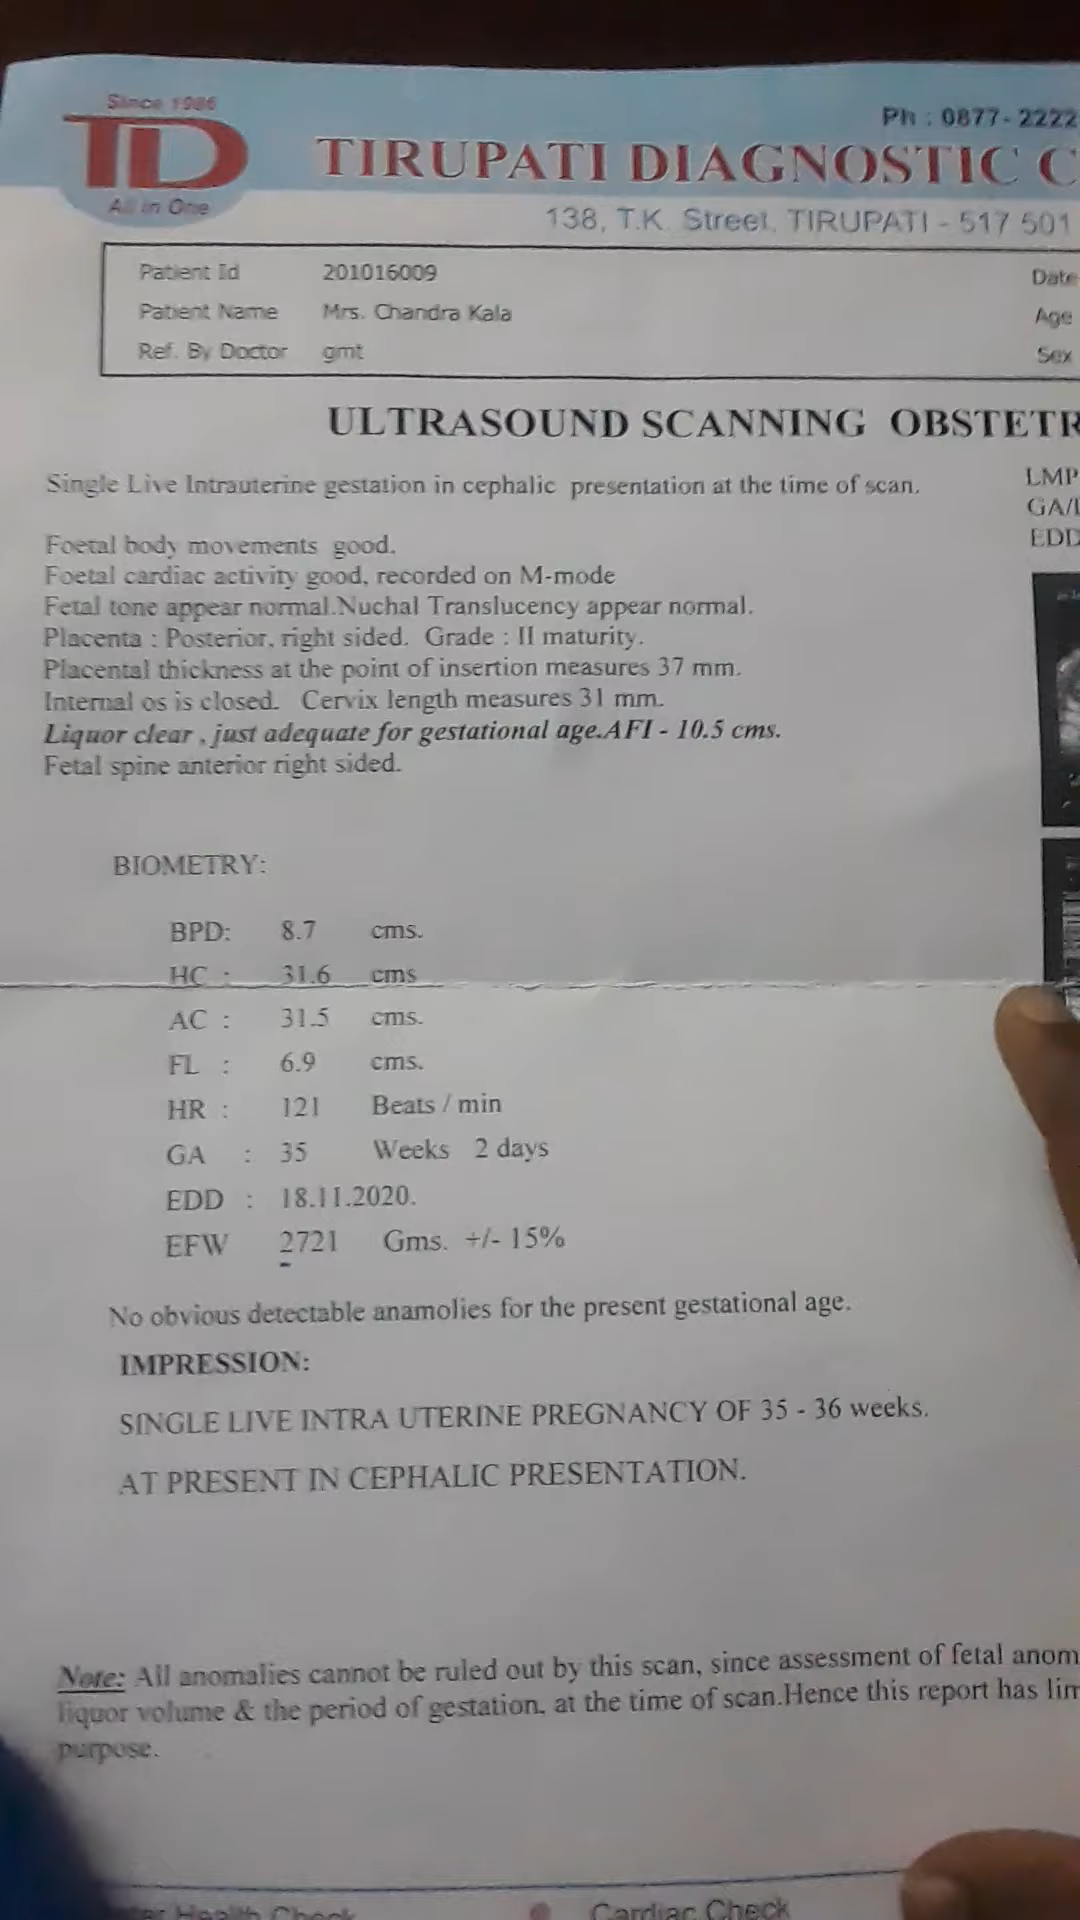 Since 1986
TD
All in One
Ph : 0877- 2222
TIRUPATI DIAGNOSTIC C
138, T.K. Street, TIRUPATI - 517 501
Patient Id 201016009 Date
Patient Name Mrs. Chandra Kala Age
Ref. By Doctor gmt Sex
ULTRASOUND SCANNING OBSTETR
Single Live Intrauterine gestation in cephalic presentation at the time of scan.
LMP
GA/
EDD
Foetal body movements good.
Foetal cardiac activity good, recorded on M-mode
Fetal tone appear normal.Nuchal Translucency appear normal.
Placenta : Posterior, right sided. Grade : II maturity.
Placental thickness at the point of insertion measures 37 mm.
Internal os is closed. Cervix length measures 31 mm.
Liquor clear , just adequate for gestational age.AFI - 10.5 cms.
Fetal spine anterior right sided.
BIOMETRY:
BPD: 8.7 cms.
HC : 31.6 cms
AC : 31.5 cms.
FL : 6.9 cms.
HR : 121 Beats / min
GA : 35 Weeks 2 days
EDD : 18.11.2020.
EFW 2721 Gms. +/- 15%
No obvious detectable anamolies for the present gestational age.
IMPRESSION:
SINGLE LIVE INTRA UTERINE PREGNANCY OF 35 - 36 weeks.
AT PRESENT IN CEPHALIC PRESENTATION.
Note: All anomalies cannot be ruled out by this scan, since assessment of fetal anom
liquor volume & the period of gestation, at the time of scan.Hence this report has lim
purpose.
Health Check
Cardiac Check